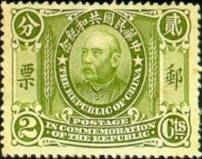 貳 中華民國共和紀念 分
郵 票
THE REPUBLIC OF CHINA
POSTAGE
2 IN COMMEMORATION Cts
OF THE REPUBLIC